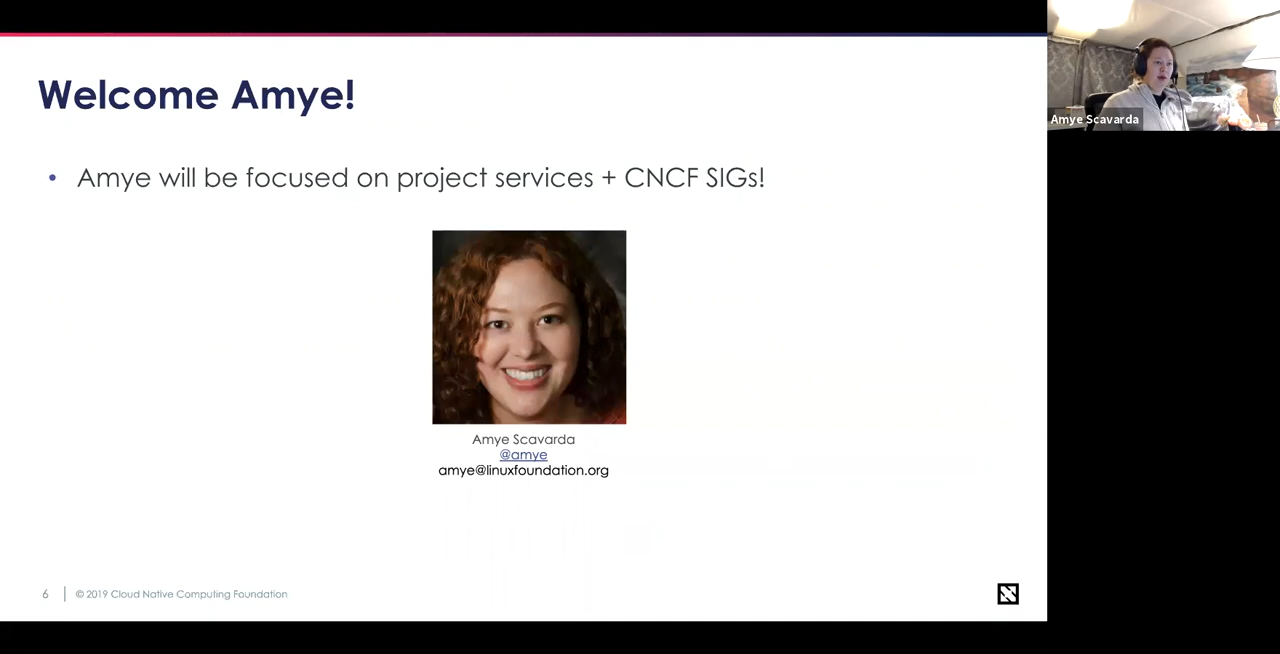 Welcome Amye!
• Amye will be focused on project services + CNCF SIGs!
Amye Scavarda
@amye
amye@linuxfoundation.org
6 | © 2019 Cloud Native Computing Foundation
Amye Scavarda